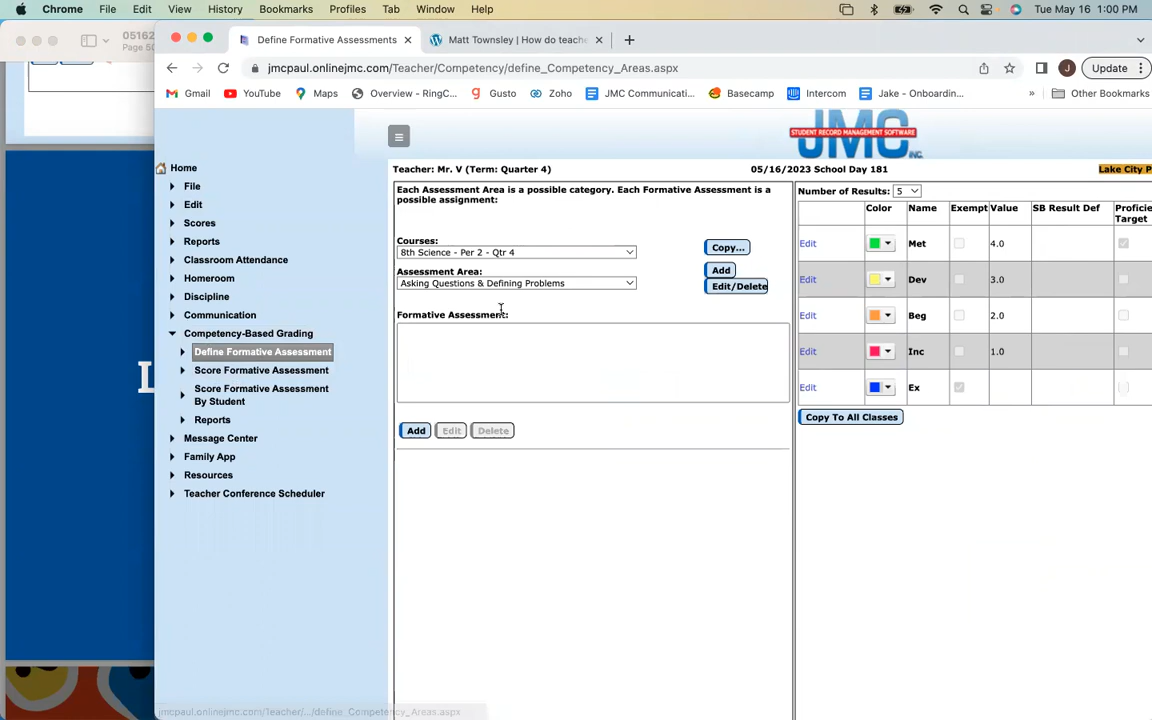 Chrome File Edit View History Bookmarks Profiles Tab Window Help Tue May 16 1:00 PM
05162
Page 50
Define Formative Assessments
Matt Townsley | How do teache
jmcpaul.onlinejmc.com/Teacher/Competency/define_Competency_Areas.aspx
J
Update
Gmail YouTube Maps Overview - RingC... Gusto Zoho JMC Communicati... Basecamp Intercom Jake - Onboardin... » Other Bookmarks
JMC INC.
STUDENT RECORD MANAGEMENT SOFTWARE
Home
File
Edit
Scores
Reports
Classroom Attendance
Homeroom
Discipline
Communication
Competency-Based Grading
Define Formative Assessment
Score Formative Assessment
Score Formative Assessment
By Student
Reports
Message Center
Family App
Resources
Teacher Conference Scheduler
Teacher: Mr. V (Term: Quarter 4) 05/16/2023 School Day 181 Lake City P
Each Assessment Area is a possible category. Each Formative Assessment is a
possible assignment:
Courses:
8th Science - Per 2 - Qtr 4
Copy...
Assessment Area:
Asking Questions & Defining Problems
Add
Edit/Delete
Formative Assessment:
Add Edit Delete
Number of Results: 5
Color Name Exempt Value SB Result Def Proficie
Target
Edit Met 4.0
Edit Dev 3.0
Edit Beg 2.0
Edit Inc 1.0
Edit Ex
Copy To All Classes
jmcpaul.onlinejmc.com/Teacher/.../define_Competency_Areas.aspx